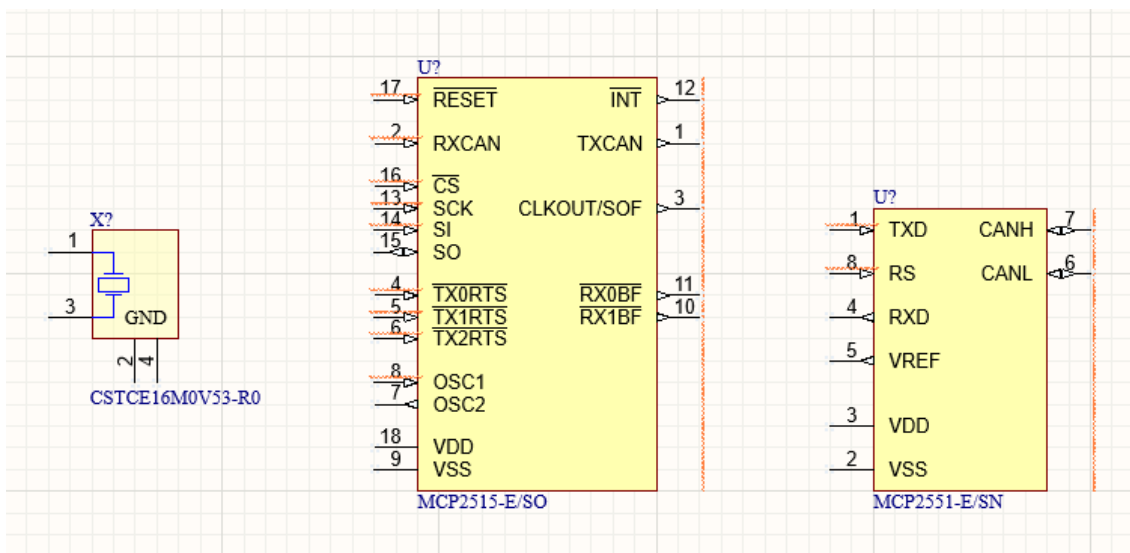 X?
1
3
GND
2
4
CSTCE16M0V53-R0
U?
17 RESET INT 12
2 RXCAN TXCAN 1
16 CS
13 SCK CLKOUT/SOF 3
14 SI
15 SO
4 TX0RTS RX0BF 11
5 TX1RTS RX1BF 10
6 TX2RTS
8 OSC1
7 OSC2
18 VDD
9 VSS
MCP2515-E/SO
U?
1 TXD CANH 7
8 RS CANL 6
4 RXD
5 VREF
3 VDD
2 VSS
MCP2551-E/SN